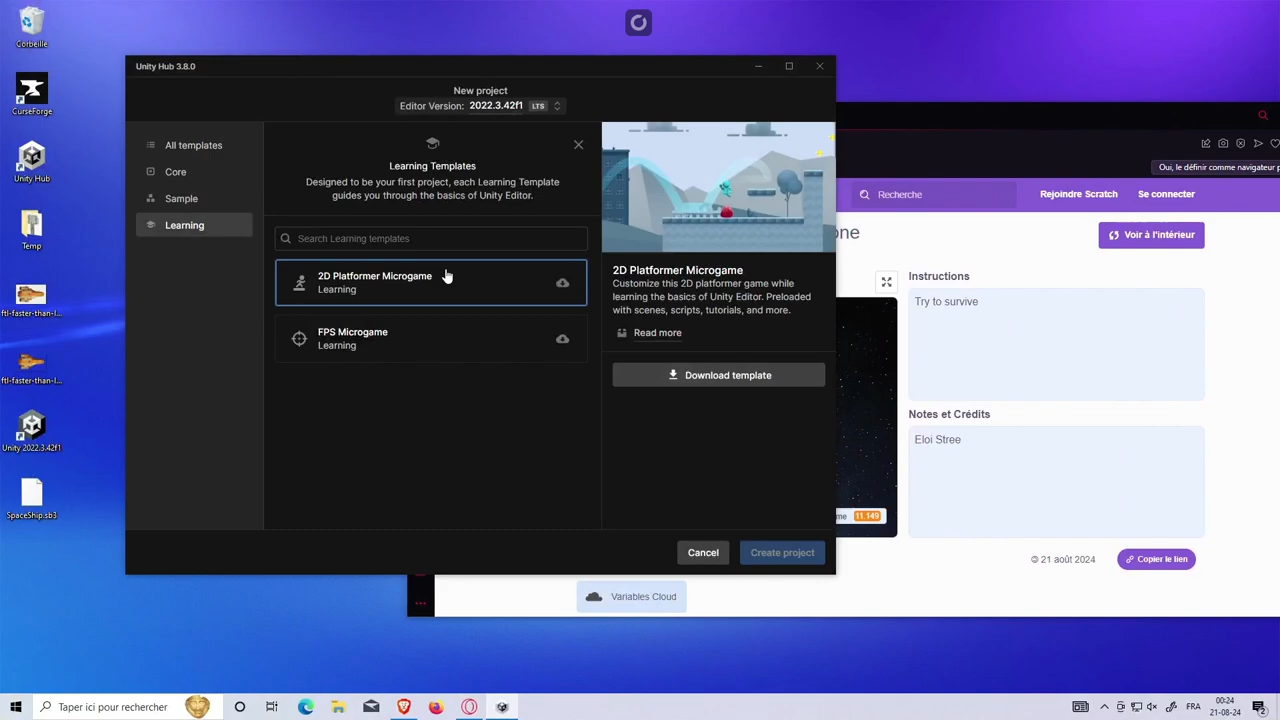 Corbeille
CurseForge
Unity Hub
Temp
ftl-faster-than-l...
ftl-faster-than-l...
Unity 2022.3.42f1
SpaceShip.sb3
Unity Hub 3.8.0
New project
Editor Version: 2022.3.42f1 LTS
All templates
Core
Sample
Learning
Learning Templates
Designed to be your first project, each Learning Template
guides you through the basics of Unity Editor.
Search Learning templates
2D Platformer Microgame
Learning
FPS Microgame
Learning
2D Platformer Microgame
Customize this 2D platformer game while
learning the basics of Unity Editor. Preloaded
with scenes, scripts, tutorials, and more.
Read more
Download template
Cancel
Create project
Oui, le définir comme navigateur p
Recherche
Rejoindre Scratch
Se connecter
one
Voir à l'intérieur
Instructions
Try to survive
Notes et Crédits
Eloi Stree
me 11.149
© 21 août 2024
Copier le lien
Variables Cloud
Taper ici pour rechercher
FRA
00:24
21-08-24
2